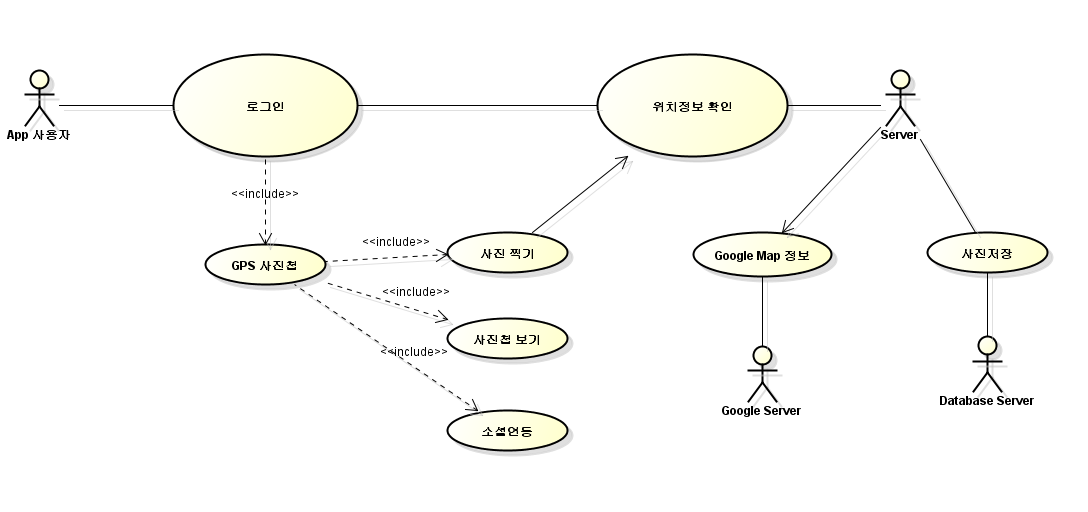 로그인
위치정보 확인
App 사용자
Server
<<include>>
<<include>>
사진 찍기
Google Map 정보
사진저장
GPS 사진첩
<<include>>
사진첩 보기
<<include>>
Google Server
Database Server
소셜연동